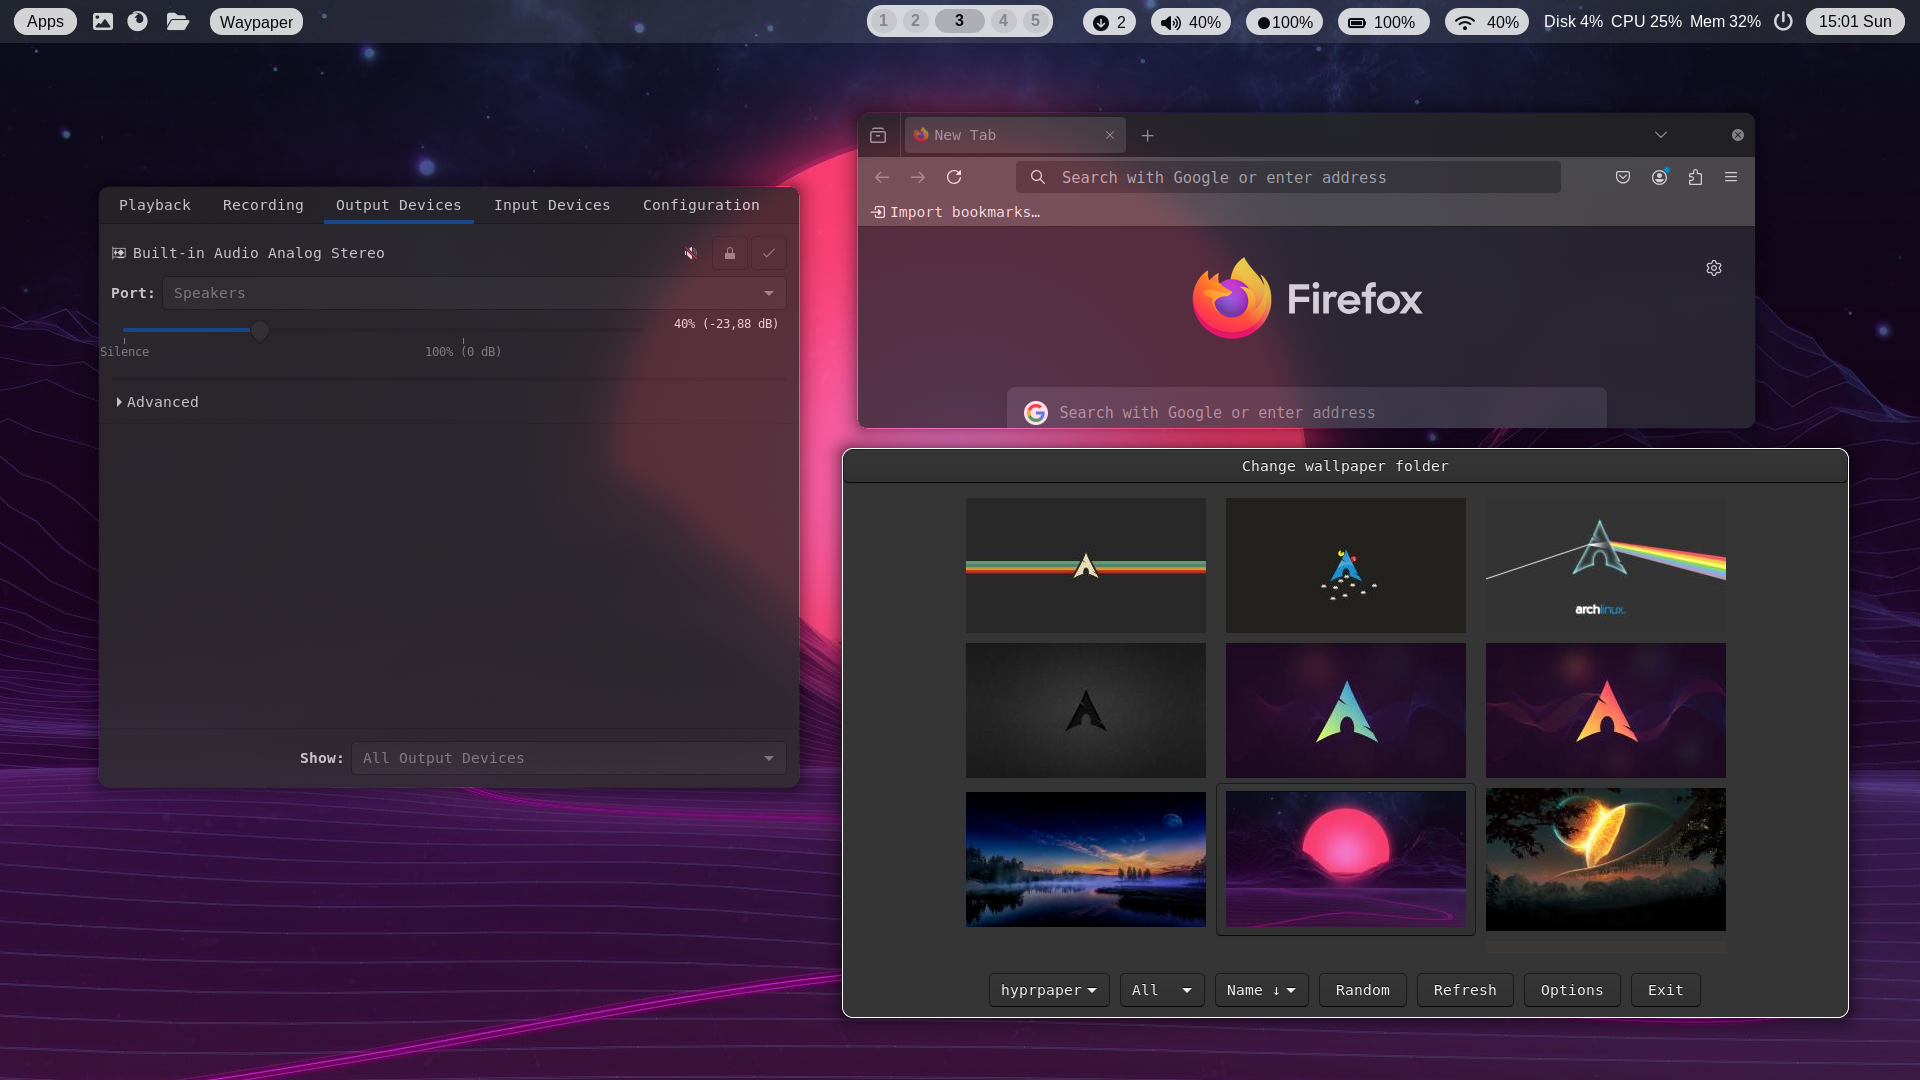 Apps Waypaper 1 2 3 4 5 2 40% 100% 100% 40% Disk 4% CPU 25% Mem 32% 15:01 Sun
Playback Recording Output Devices Input Devices Configuration
Built-in Audio Analog Stereo
Port: Speakers
40% (-23,88 dB)
Silence 100% (0 dB)
Advanced
Show: All Output Devices
New Tab
Search with Google or enter address
Import bookmarks…
Firefox
Search with Google or enter address
Change wallpaper folder
archlinux.
hyprpaper All Name ↓ Random Refresh Options Exit